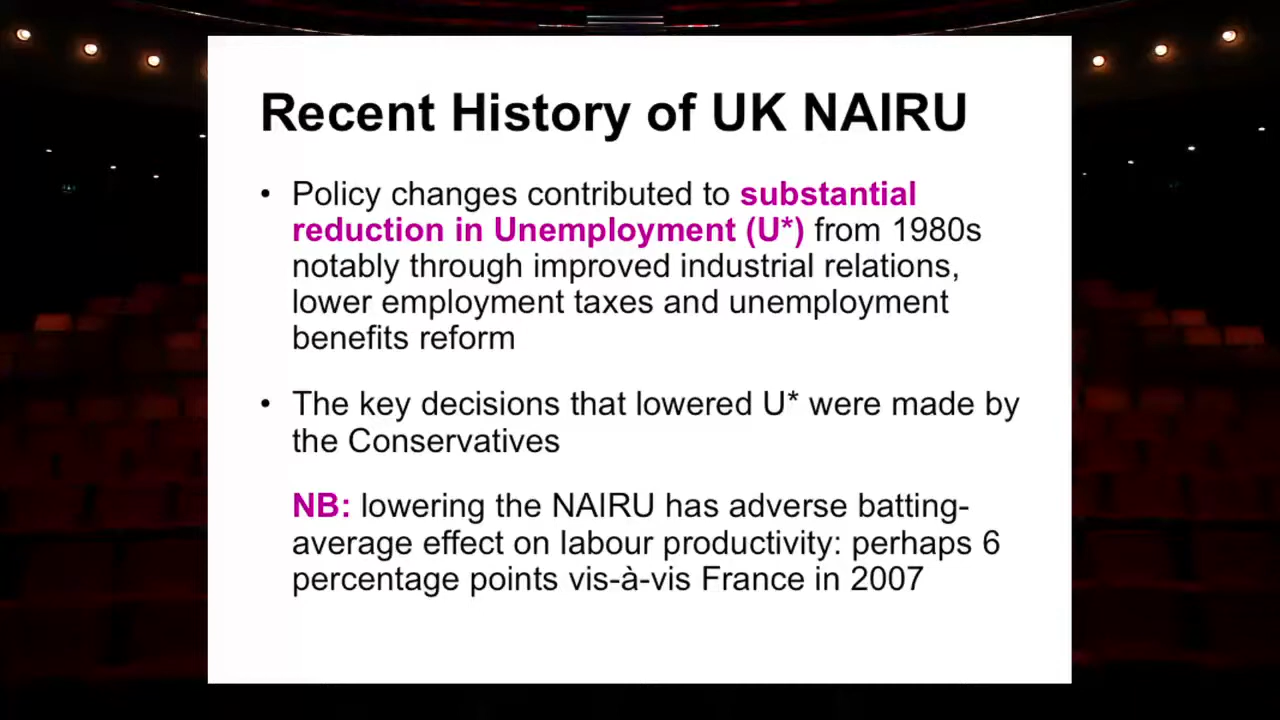 Recent History of UK NAIRU
• Policy changes contributed to substantial
reduction in Unemployment (U*) from 1980s
notably through improved industrial relations,
lower employment taxes and unemployment
benefits reform
• The key decisions that lowered U* were made by
the Conservatives
NB: lowering the NAIRU has adverse batting-
average effect on labour productivity: perhaps 6
percentage points vis-à-vis France in 2007